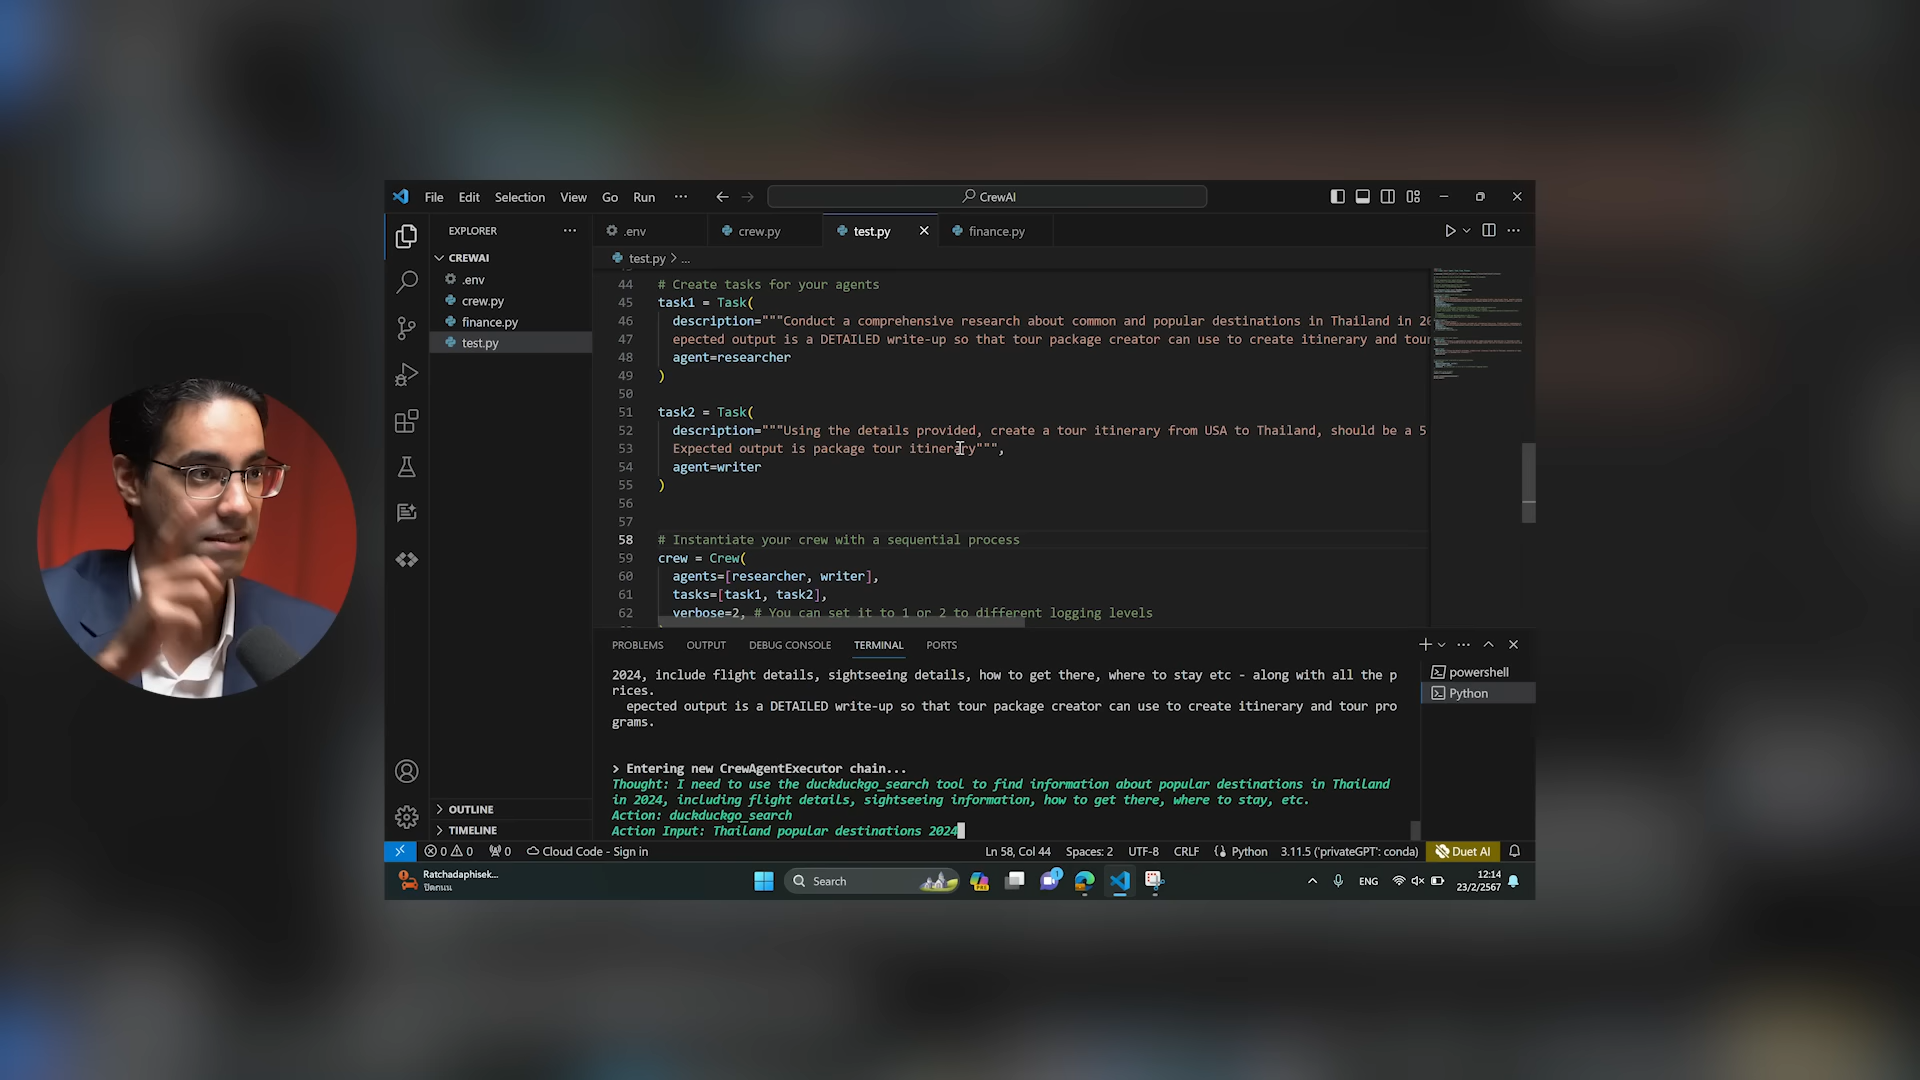 File Edit Selection View Go Run ··· CrewAI
EXPLORER ···
.env crew.py test.py finance.py
CREWAI
.env
crew.py
finance.py
test.py
OUTLINE
TIMELINE
test.py > ...
44 # Create tasks for your agents
45 task1 = Task(
46 description="""Conduct a comprehensive research about common and popular destinations in Thailand in 20
47 epected output is a DETAILED write-up so that tour package creator can use to create itinerary and tour
48 agent=researcher
49 )
50
51 task2 = Task(
52 description="""Using the details provided, create a tour itinerary from USA to Thailand, should be a 5
53 Expected output is package tour itinerary""",
54 agent=writer
55 )
56
57
58 # Instantiate your crew with a sequential process
59 crew = Crew(
60 agents=[researcher, writer],
61 tasks=[task1, task2],
62 verbose=2, # You can set it to 1 or 2 to different logging levels
PROBLEMS OUTPUT DEBUG CONSOLE TERMINAL PORTS
2024, include flight details, sightseeing details, how to get there, where to stay etc - along with all the p
rices.
epected output is a DETAILED write-up so that tour package creator can use to create itinerary and tour pro
grams.
> Entering new CrewAgentExecutor chain...
Thought: I need to use the duckduckgo_search tool to find information about popular destinations in Thailand
in 2024, including flight details, sightseeing information, how to get there, where to stay, etc.
Action: duckduckgo_search
Action Input: Thailand popular destinations 2024
powershell
Python
0 0 0 Cloud Code - Sign in Ln 58, Col 44 Spaces: 2 UTF-8 CRLF Python 3.11.5 ('privateGPT': conda) Duet AI
Ratchadaphisek...
ปิดถนน
Search
1
ENG
12:14
23/2/2567